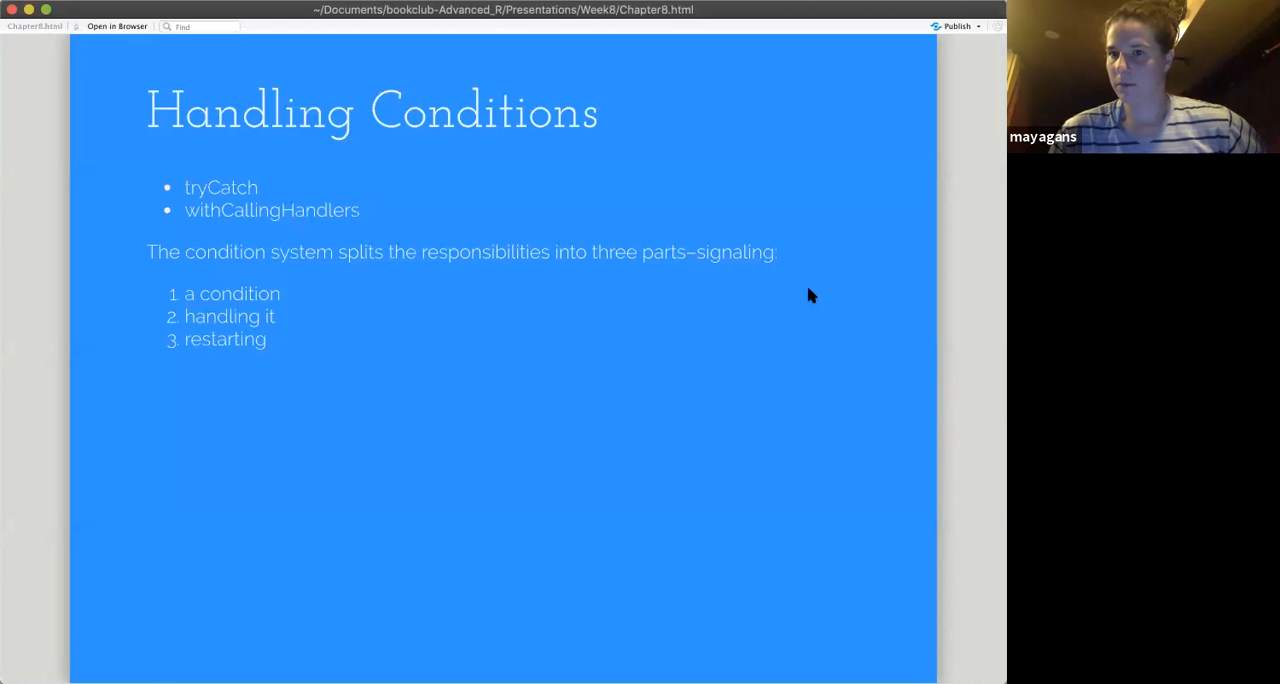 ~/Documents/bookclub-Advanced_R/Presentations/Week8/Chapter8.html
Chapter8.html
Open in Browser
Find
Publish
Handling Conditions
• tryCatch
• withCallingHandlers
The condition system splits the responsibilities into three parts–signaling:
1. a condition
2. handling it
3. restarting
mayagans